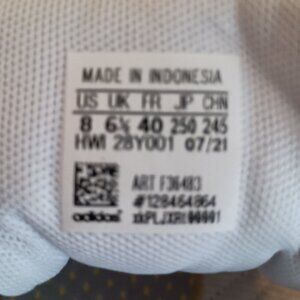 MADE IN INDONESIA
US UK FR JP CHN
8 6½ 40 250 245
HWI 28Y001 07/21
ART F36483
#128464864
adidas